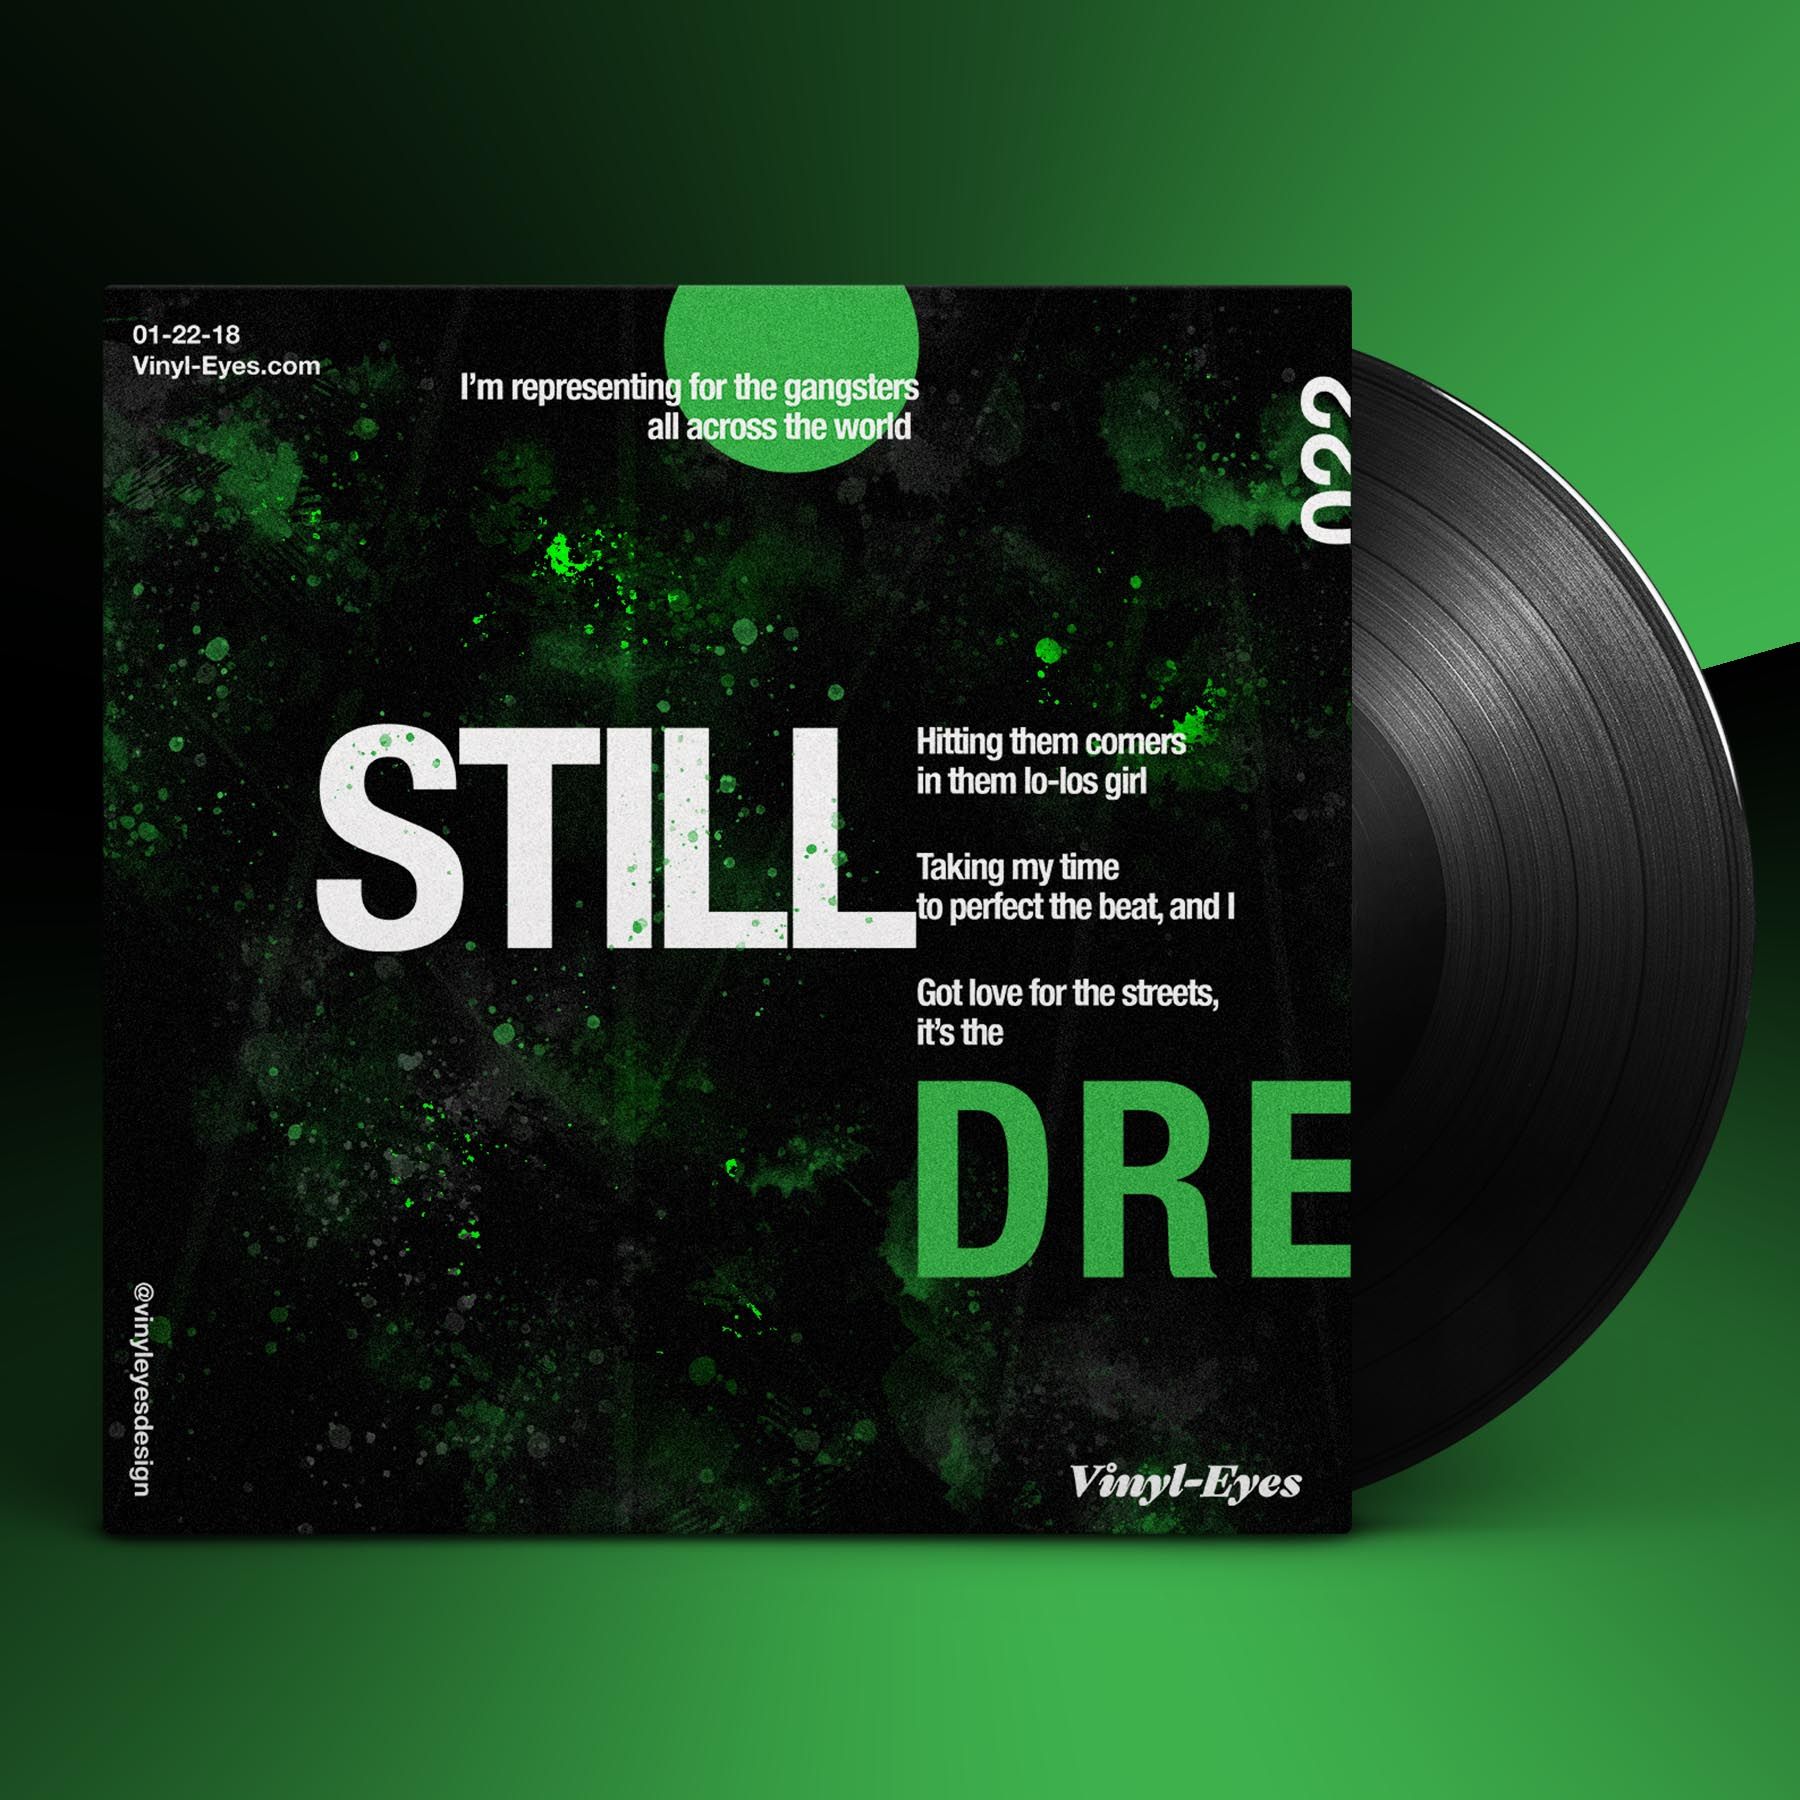 01-22-18
Vinyl-Eyes.com
I'm representing for the gangsters
all across the world
022
STILL
Hitting them corners
in them lo-los girl
Taking my time
to perfect the beat, and I
Got love for the streets,
it's the
DRE
@vinyleyesdesign
Vinyl-Eyes